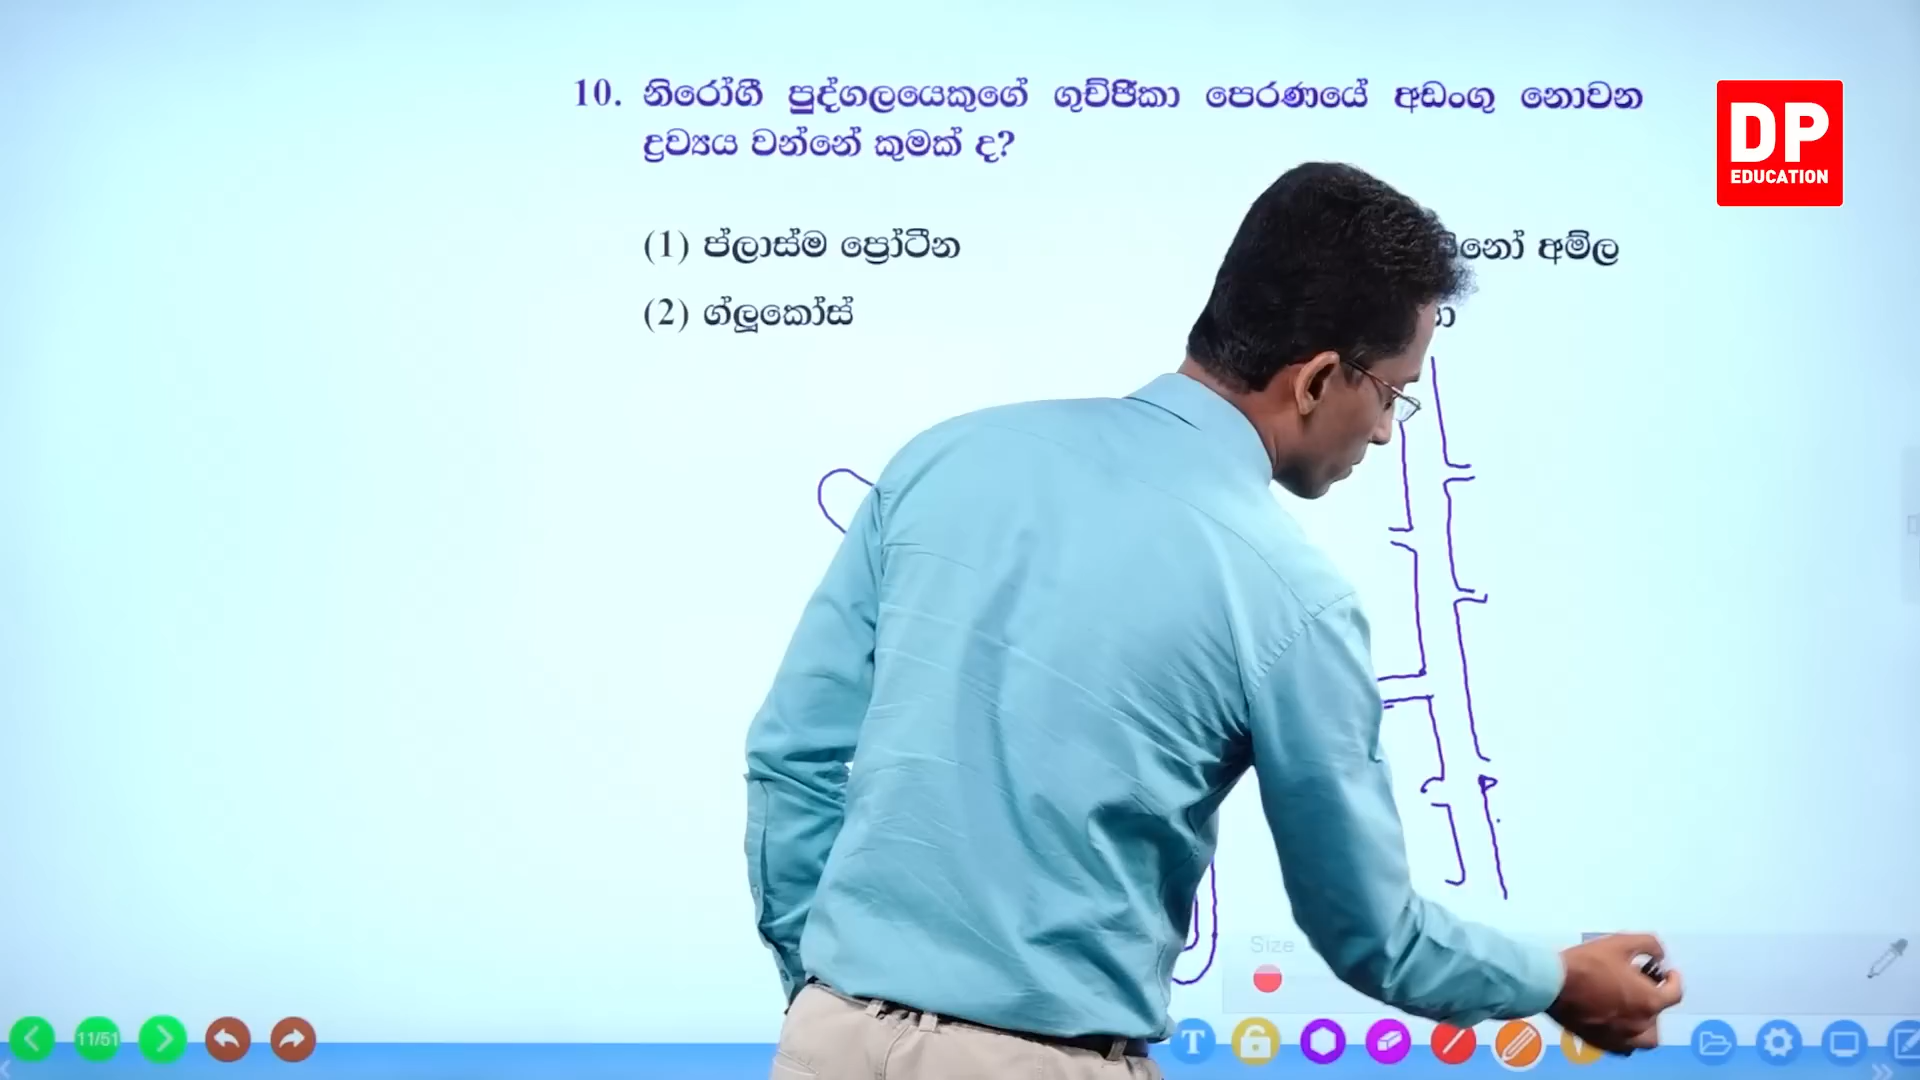 10. නිරෝගී පුද්ගලයෙකුගේ ගුච්ඡිකා පෙරණයේ අඩංගු නොවන
ද්‍රව්‍යය වන්නේ කුමක් ද?
DP
EDUCATION
(1) ප්ලාස්ම ප්‍රෝටීන
අම්ල
(2) ග්ලූකෝස්
Size
11/51
T